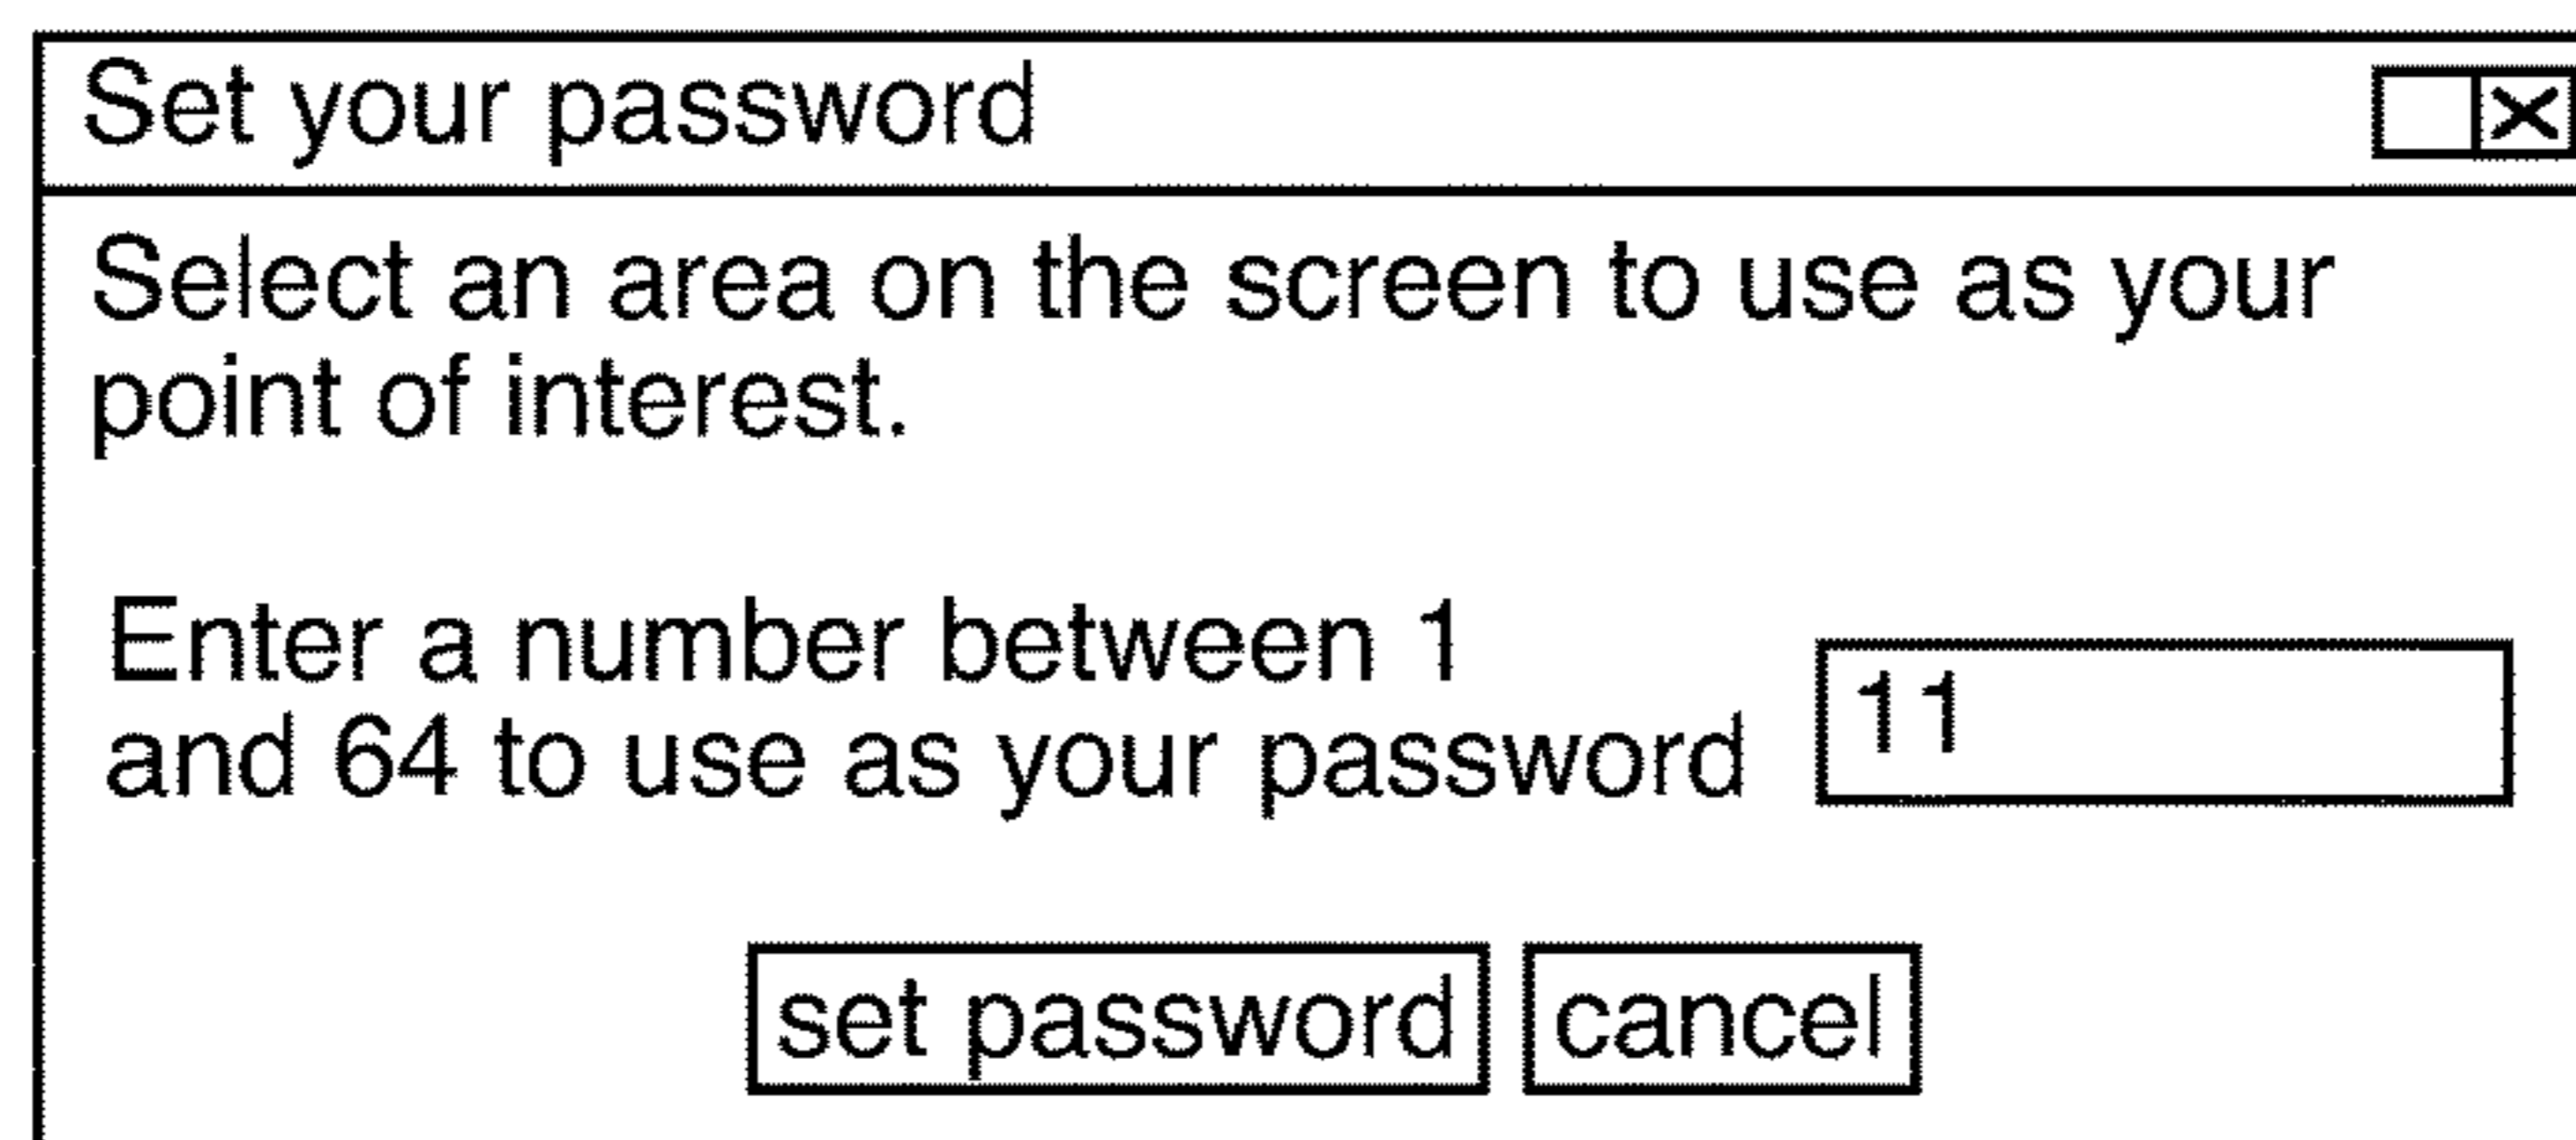 Set your password
Select an area on the screen to use as your
point of interest.
Enter a number between 1
and 64 to use as your password
11
set password
cancel